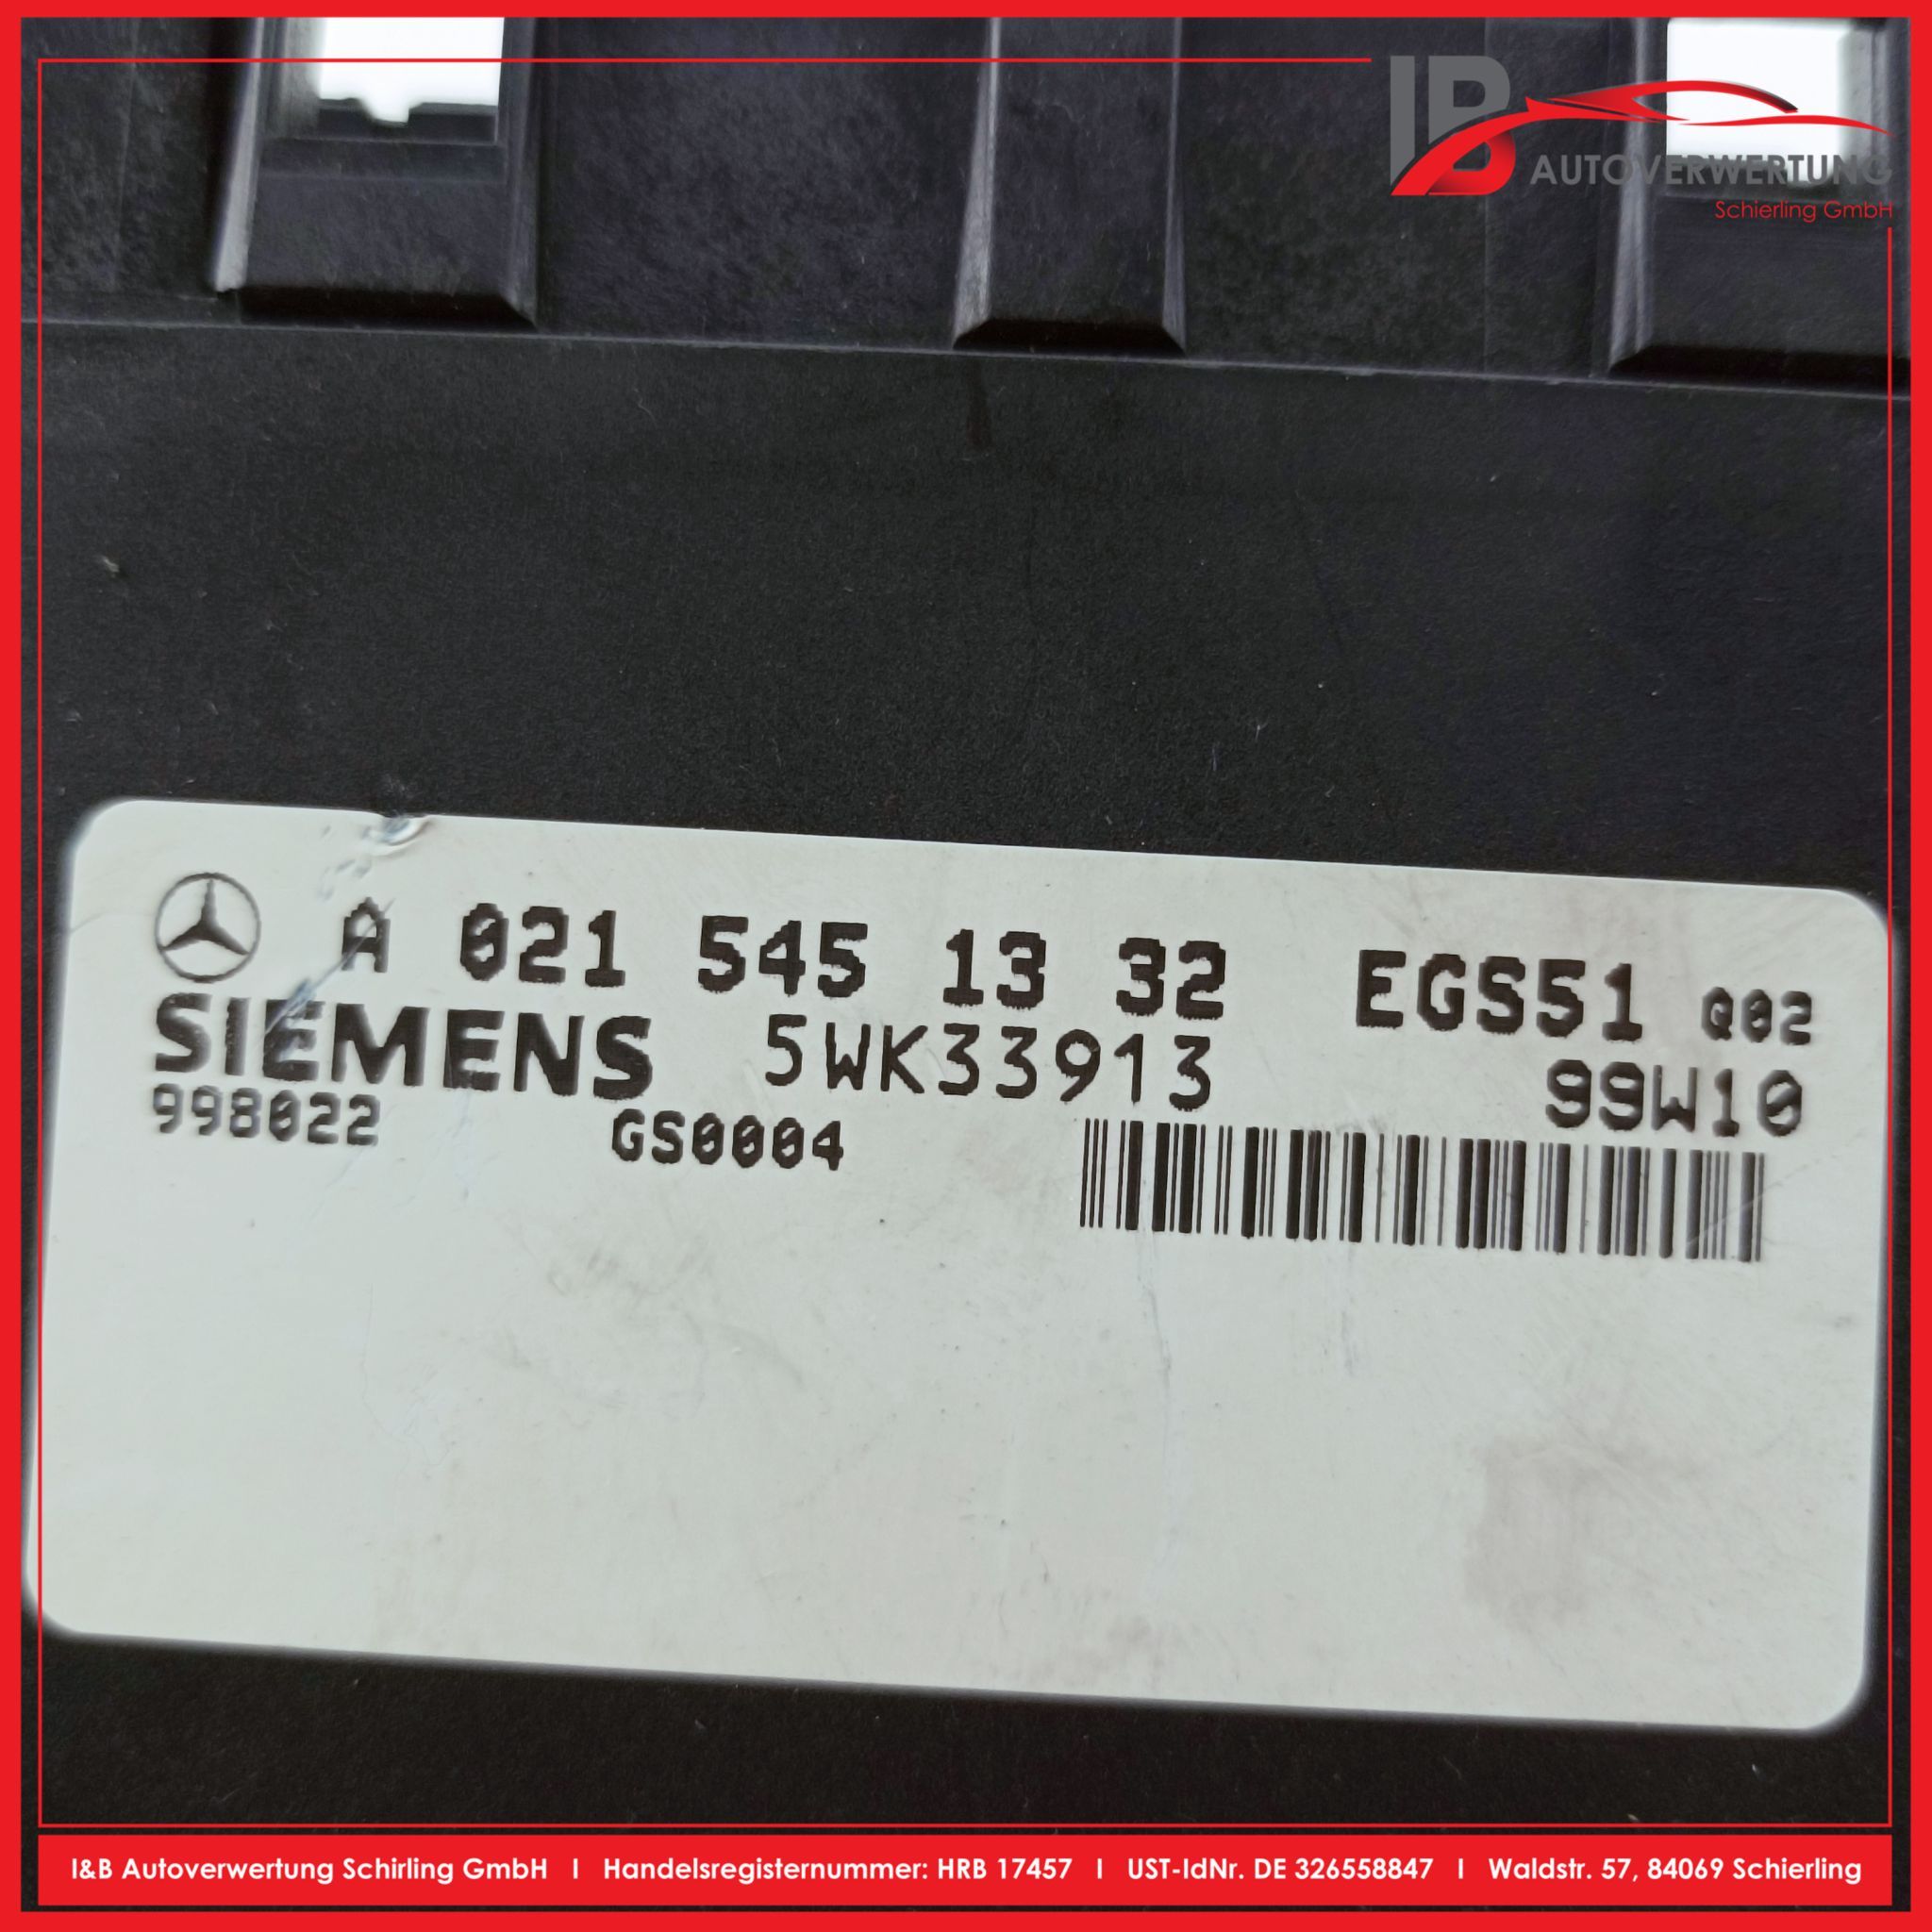 IB
AUTOVERWERTUNG
Schierling GmbH
A 021 545 13 32 EGS51 Q02
SIEMENS 5WK33913 99W10
998022 GS0004
I&B Autoverwertung Schirling GmbH I Handelsregisternummer: HRB 17457 I UST-IdNr. DE 326558847 I Waldstr. 57, 84069 Schierling